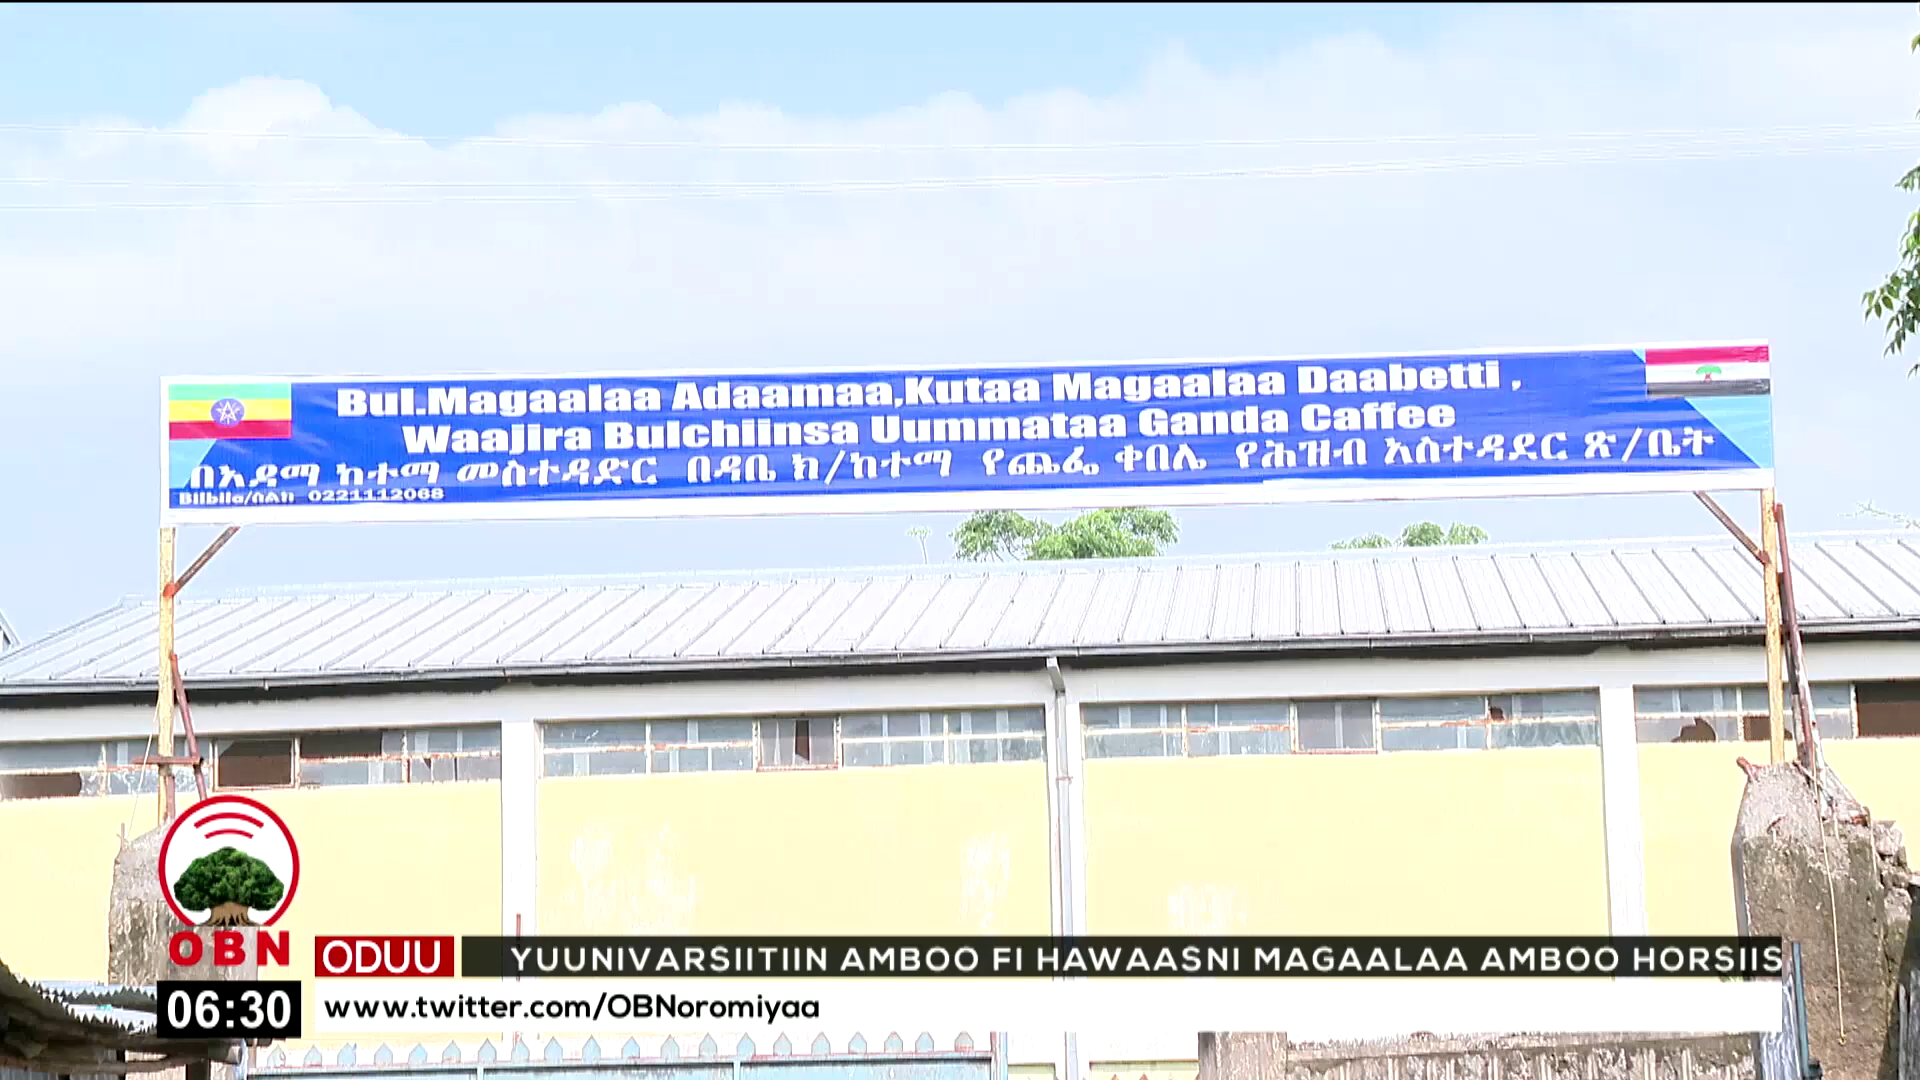 Bul.Magaalaa Adaamaa,Kutaa Magaalaa Daabetti ,
Waajira Bulchiinsa Uummataa Ganda Caffee
በአዳማ ከተማ መስተዳድር በዳቤ ክ/ከተማ የጨፌ ቀበሌ የሕዝብ አስተዳደር ጽ/ቤት
Bilbila/ስልክ 0221112068
OBN
ODUU YUUNIVARSIITIIN AMBOO FI HAWAASNI MAGAALAA AMBOO HORSIIS
06:30 www.twitter.com/OBNoromiyaa